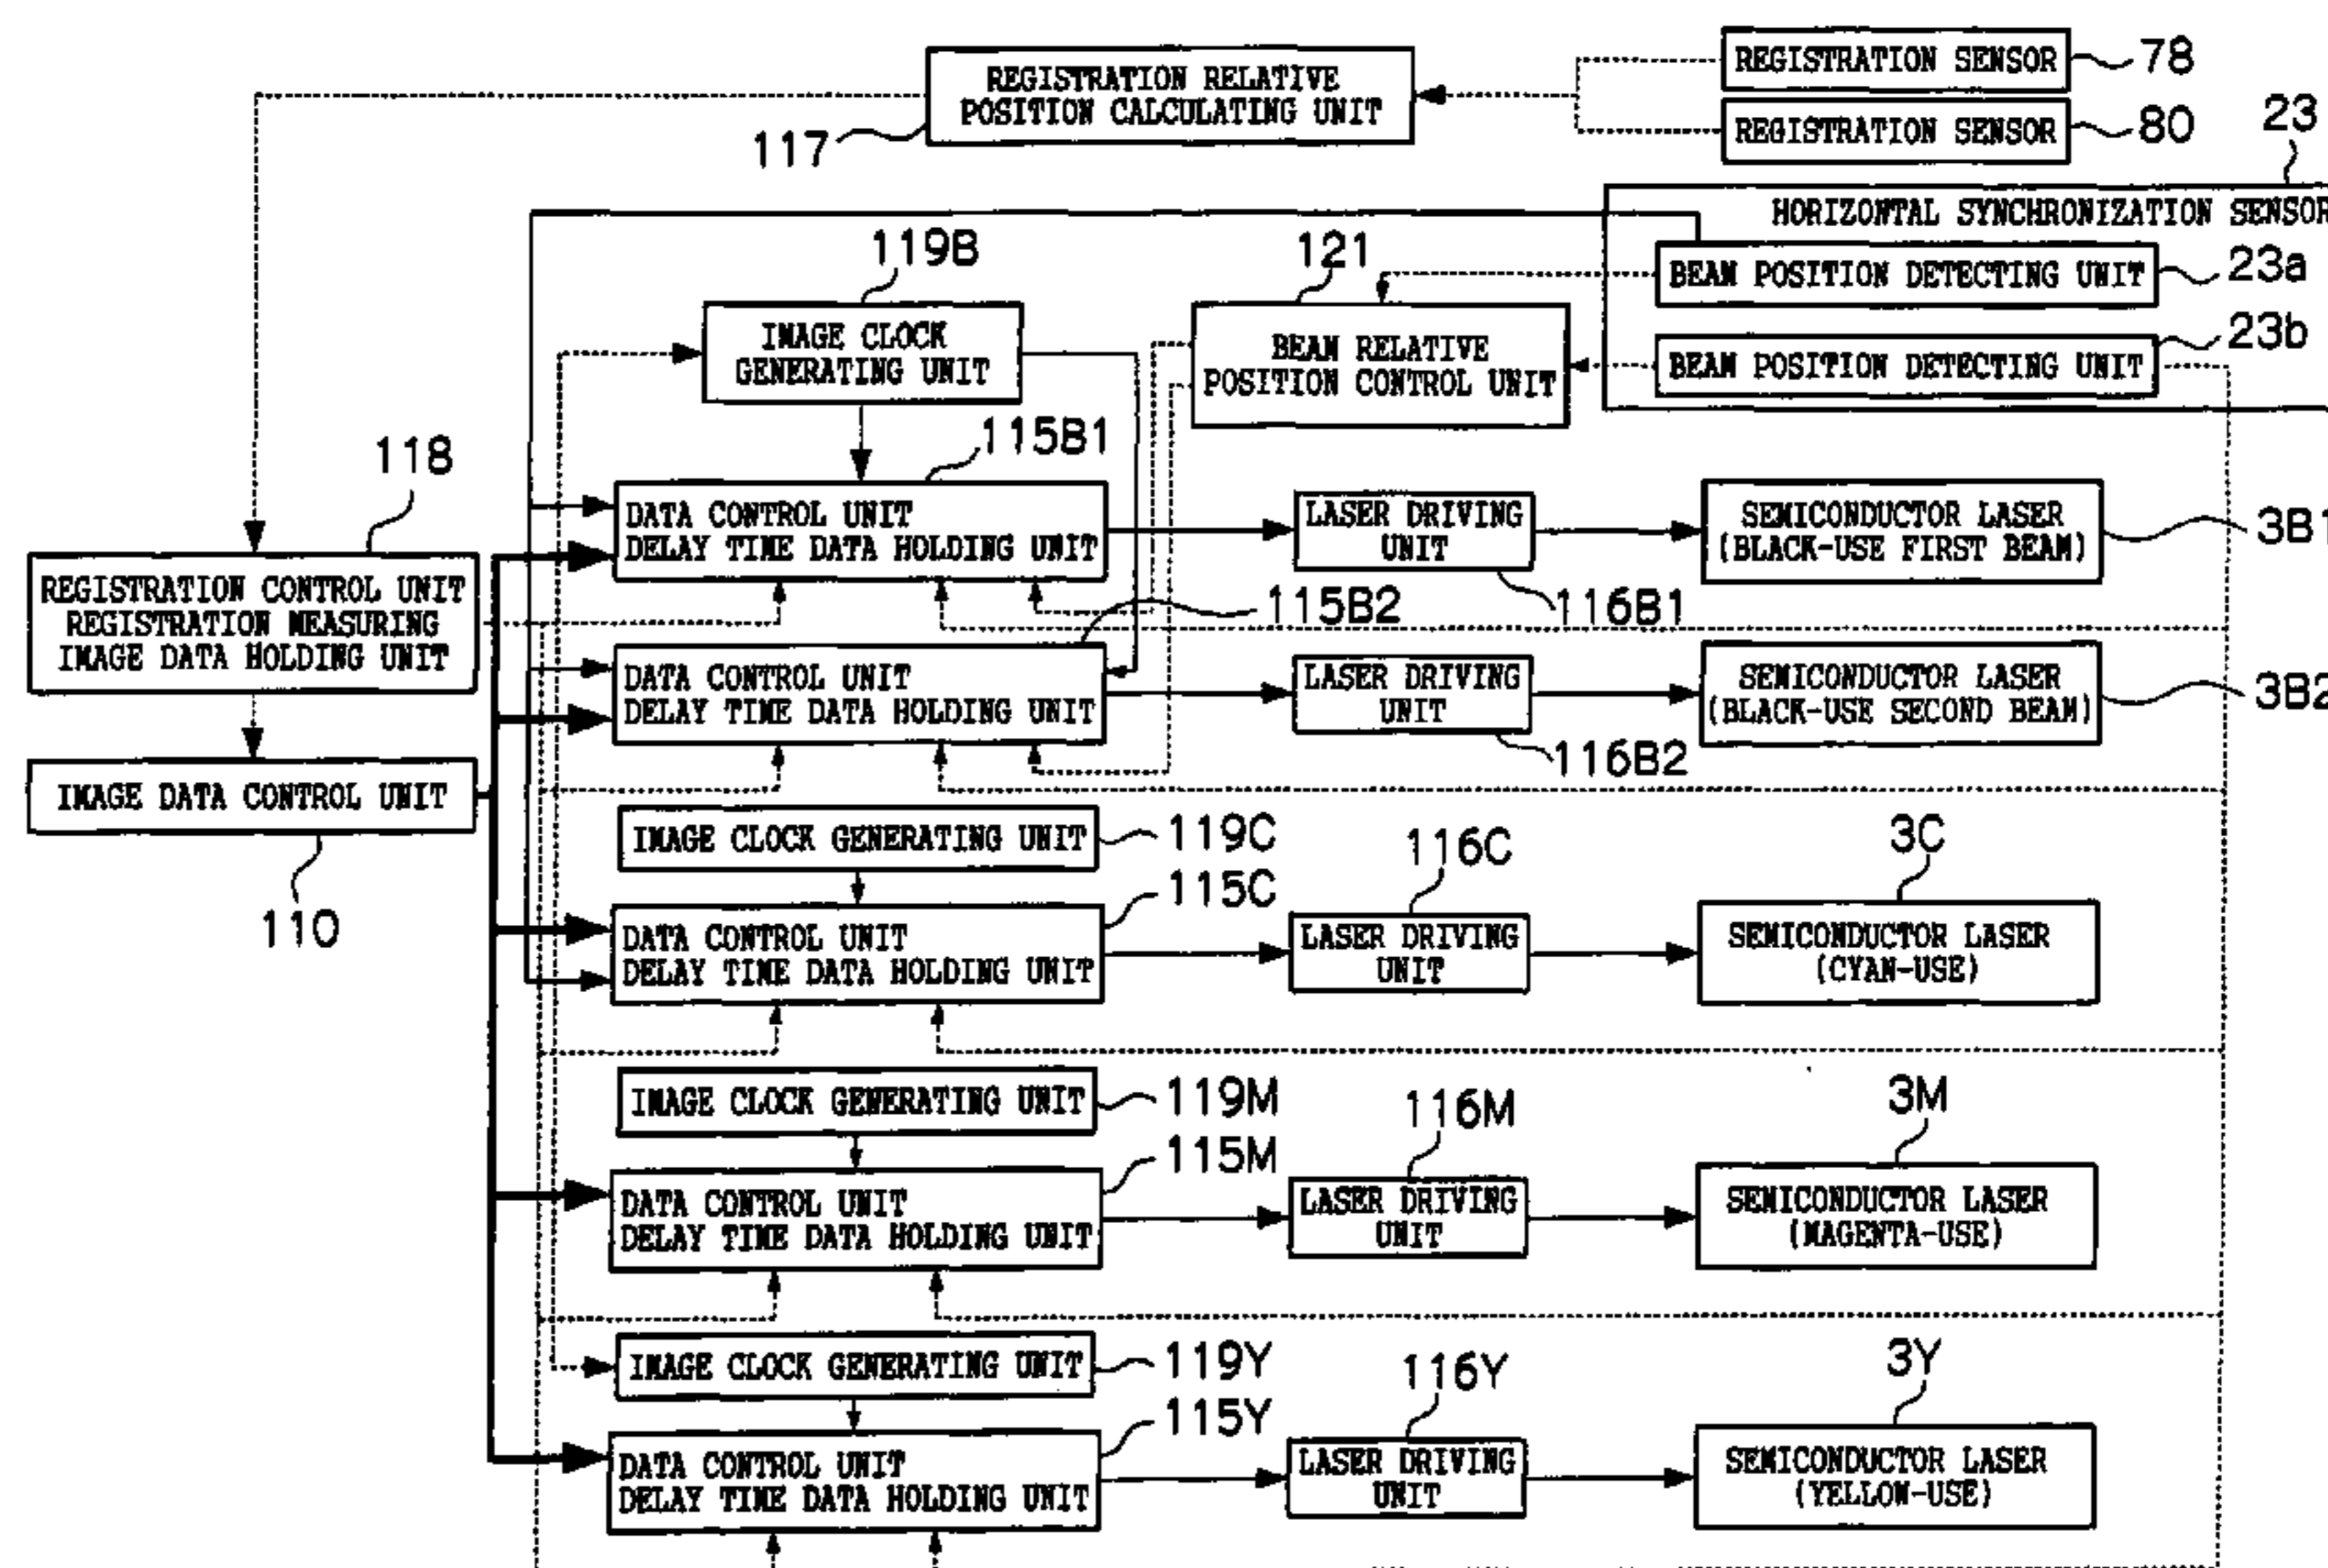 REGISTRATION RELATIVE
POSITION CALCULATING UNIT
117
REGISTRATION SENSOR
78
REGISTRATION SENSOR
80
23
HORIZONTAL SYNCHRONIZATION SENSOR
BEAM POSITION DETECTING UNIT
23a
BEAM POSITION DETECTING UNIT
23b
119B
IMAGE CLOCK
GENERATING UNIT
121
BEAM RELATIVE
POSITION CONTROL UNIT
118
REGISTRATION CONTROL UNIT
REGISTRATION MEASURING
IMAGE DATA HOLDING UNIT
IMAGE DATA CONTROL UNIT
110
115B1
DATA CONTROL UNIT
DELAY TIME DATA HOLDING UNIT
LASER DRIVING
UNIT
116B1
SEMICONDUCTOR LASER
(BLACK-USE FIRST BEAM)
3B1
115B2
DATA CONTROL UNIT
DELAY TIME DATA HOLDING UNIT
LASER DRIVING
UNIT
116B2
SEMICONDUCTOR LASER
(BLACK-USE SECOND BEAM)
3B2
IMAGE CLOCK GENERATING UNIT
119C
115C
DATA CONTROL UNIT
DELAY TIME DATA HOLDING UNIT
116C
LASER DRIVING
UNIT
3C
SEMICONDUCTOR LASER
(CYAN-USE)
IMAGE CLOCK GENERATING UNIT
119M
115M
DATA CONTROL UNIT
DELAY TIME DATA HOLDING UNIT
116M
LASER DRIVING
UNIT
3M
SEMICONDUCTOR LASER
(MAGENTA-USE)
IMAGE CLOCK GENERATING UNIT
119Y
115Y
DATA CONTROL UNIT
DELAY TIME DATA HOLDING UNIT
116Y
LASER DRIVING
UNIT
3Y
SEMICONDUCTOR LASER
(YELLOW-USE)